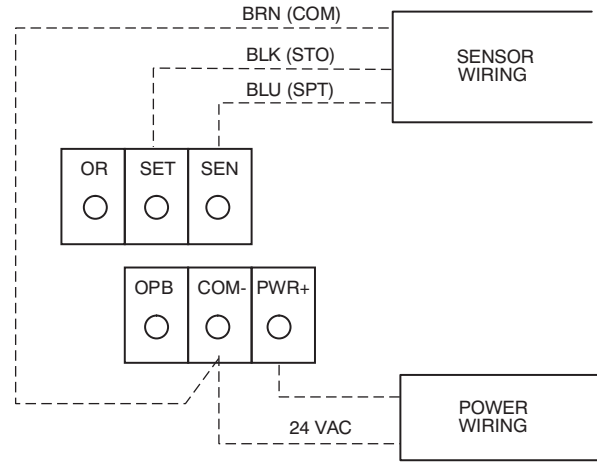 BRN (COM)
BLK (STO)
BLU (SPT)
SENSOR
WIRING
OR SET SEN
OPB COM- PWR+
24 VAC
POWER
WIRING